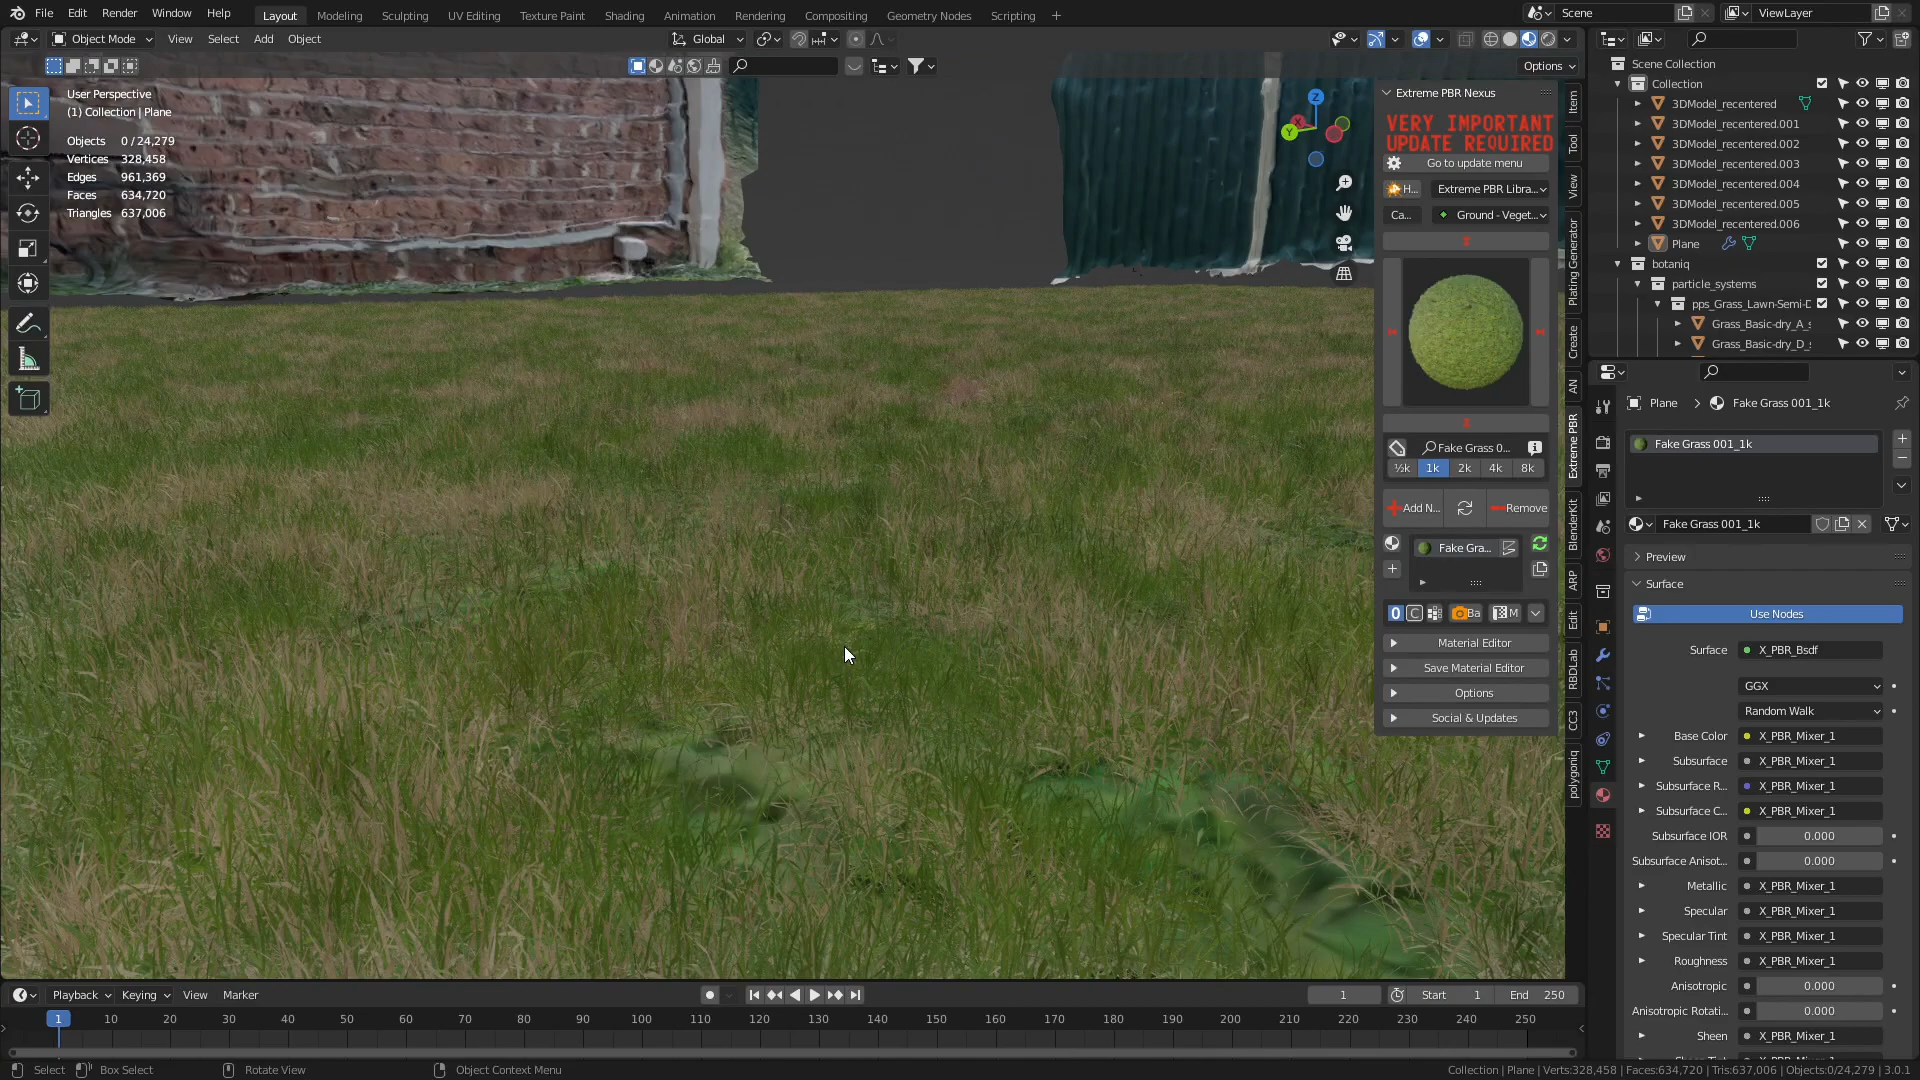 File Edit Render Window Help Layout Modeling Sculpting UV Editing Texture Paint Shading Animation Rendering Compositing Geometry Nodes Scripting + Scene ViewLayer
Object Mode View Select Add Object Global
Options
User Perspective
(1) Collection | Plane
Objects 0 / 24,279
Vertices 328,458
Edges 961,369
Faces 634,720
Triangles 637,006
Z
Y
X
Extreme PBR Nexus
VERY IMPORTANT
UPDATE REQUIRED
Go to update menu
H... Extreme PBR Libra...
Ca... Ground - Veget...
Fake Grass 0...
½k 1k 2k 4k 8k
Add N... Remove
Fake Gra...
0 C Ba M
Material Editor
Save Material Editor
Options
Social & Updates
Item
Tool
View
Plating Generator
Create
AN
Extreme PBR
BlenderKit
ARP
Edit
RBDLab
CC3
polygoniq
Scene Collection
Collection
3DModel_recentered
3DModel_recentered.001
3DModel_recentered.002
3DModel_recentered.003
3DModel_recentered.004
3DModel_recentered.005
3DModel_recentered.006
Plane
botaniq
particle_systems
pps_Grass_Lawn-Semi-D
Grass_Basic-dry_A_s
Grass_Basic-dry_D_s
Plane > Fake Grass 001_1k
Fake Grass 001_1k
Fake Grass 001_1k
Preview
Surface
Use Nodes
Surface X_PBR_Bsdf
GGX
Random Walk
Base Color X_PBR_Mixer_1
Subsurface X_PBR_Mixer_1
Subsurface R... X_PBR_Mixer_1
Subsurface C... X_PBR_Mixer_1
Subsurface IOR 0.000
Subsurface Anisot... 0.000
Metallic X_PBR_Mixer_1
Specular X_PBR_Mixer_1
Specular Tint X_PBR_Mixer_1
Roughness X_PBR_Mixer_1
Anisotropic 0.000
Anisotropic Rotati... 0.000
Sheen X_PBR_Mixer_1
Playback Keying View Marker 1 Start 1 End 250
1 10 20 30 40 50 60 70 80 90 100 110 120 130 140 150 160 170 180 190 200 210 220 230 240 250
Select Box Select Rotate View Object Context Menu Collection | Plane | Verts:328,458 | Faces:634,720 | Tris:637,006 | Objects:0/24,279 | 3.0.1